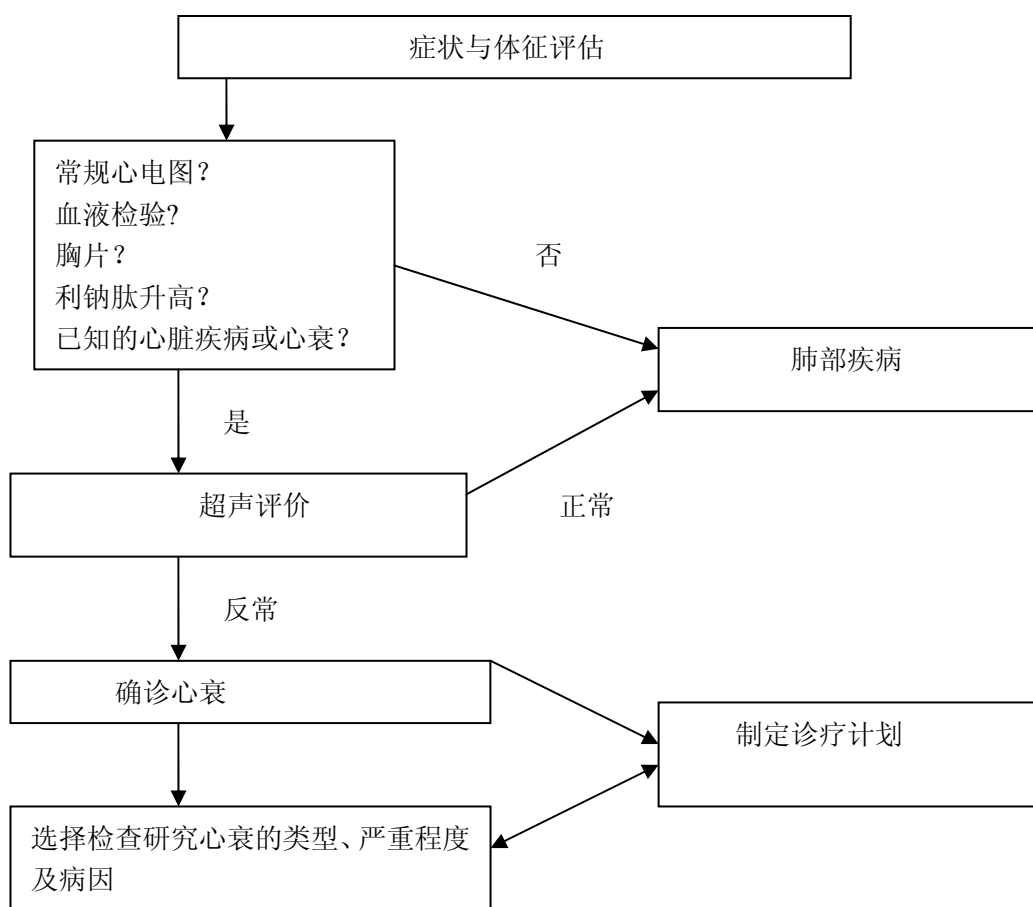 症状与体征评估
常规心电图？
血液检验?
胸片？
利钠肽升高？
已知的心脏疾病或心衰？
否
肺部疾病
是
超声评价
正常
反常
确诊心衰
制定诊疗计划
选择检查研究心衰的类型、严重程度
及病因